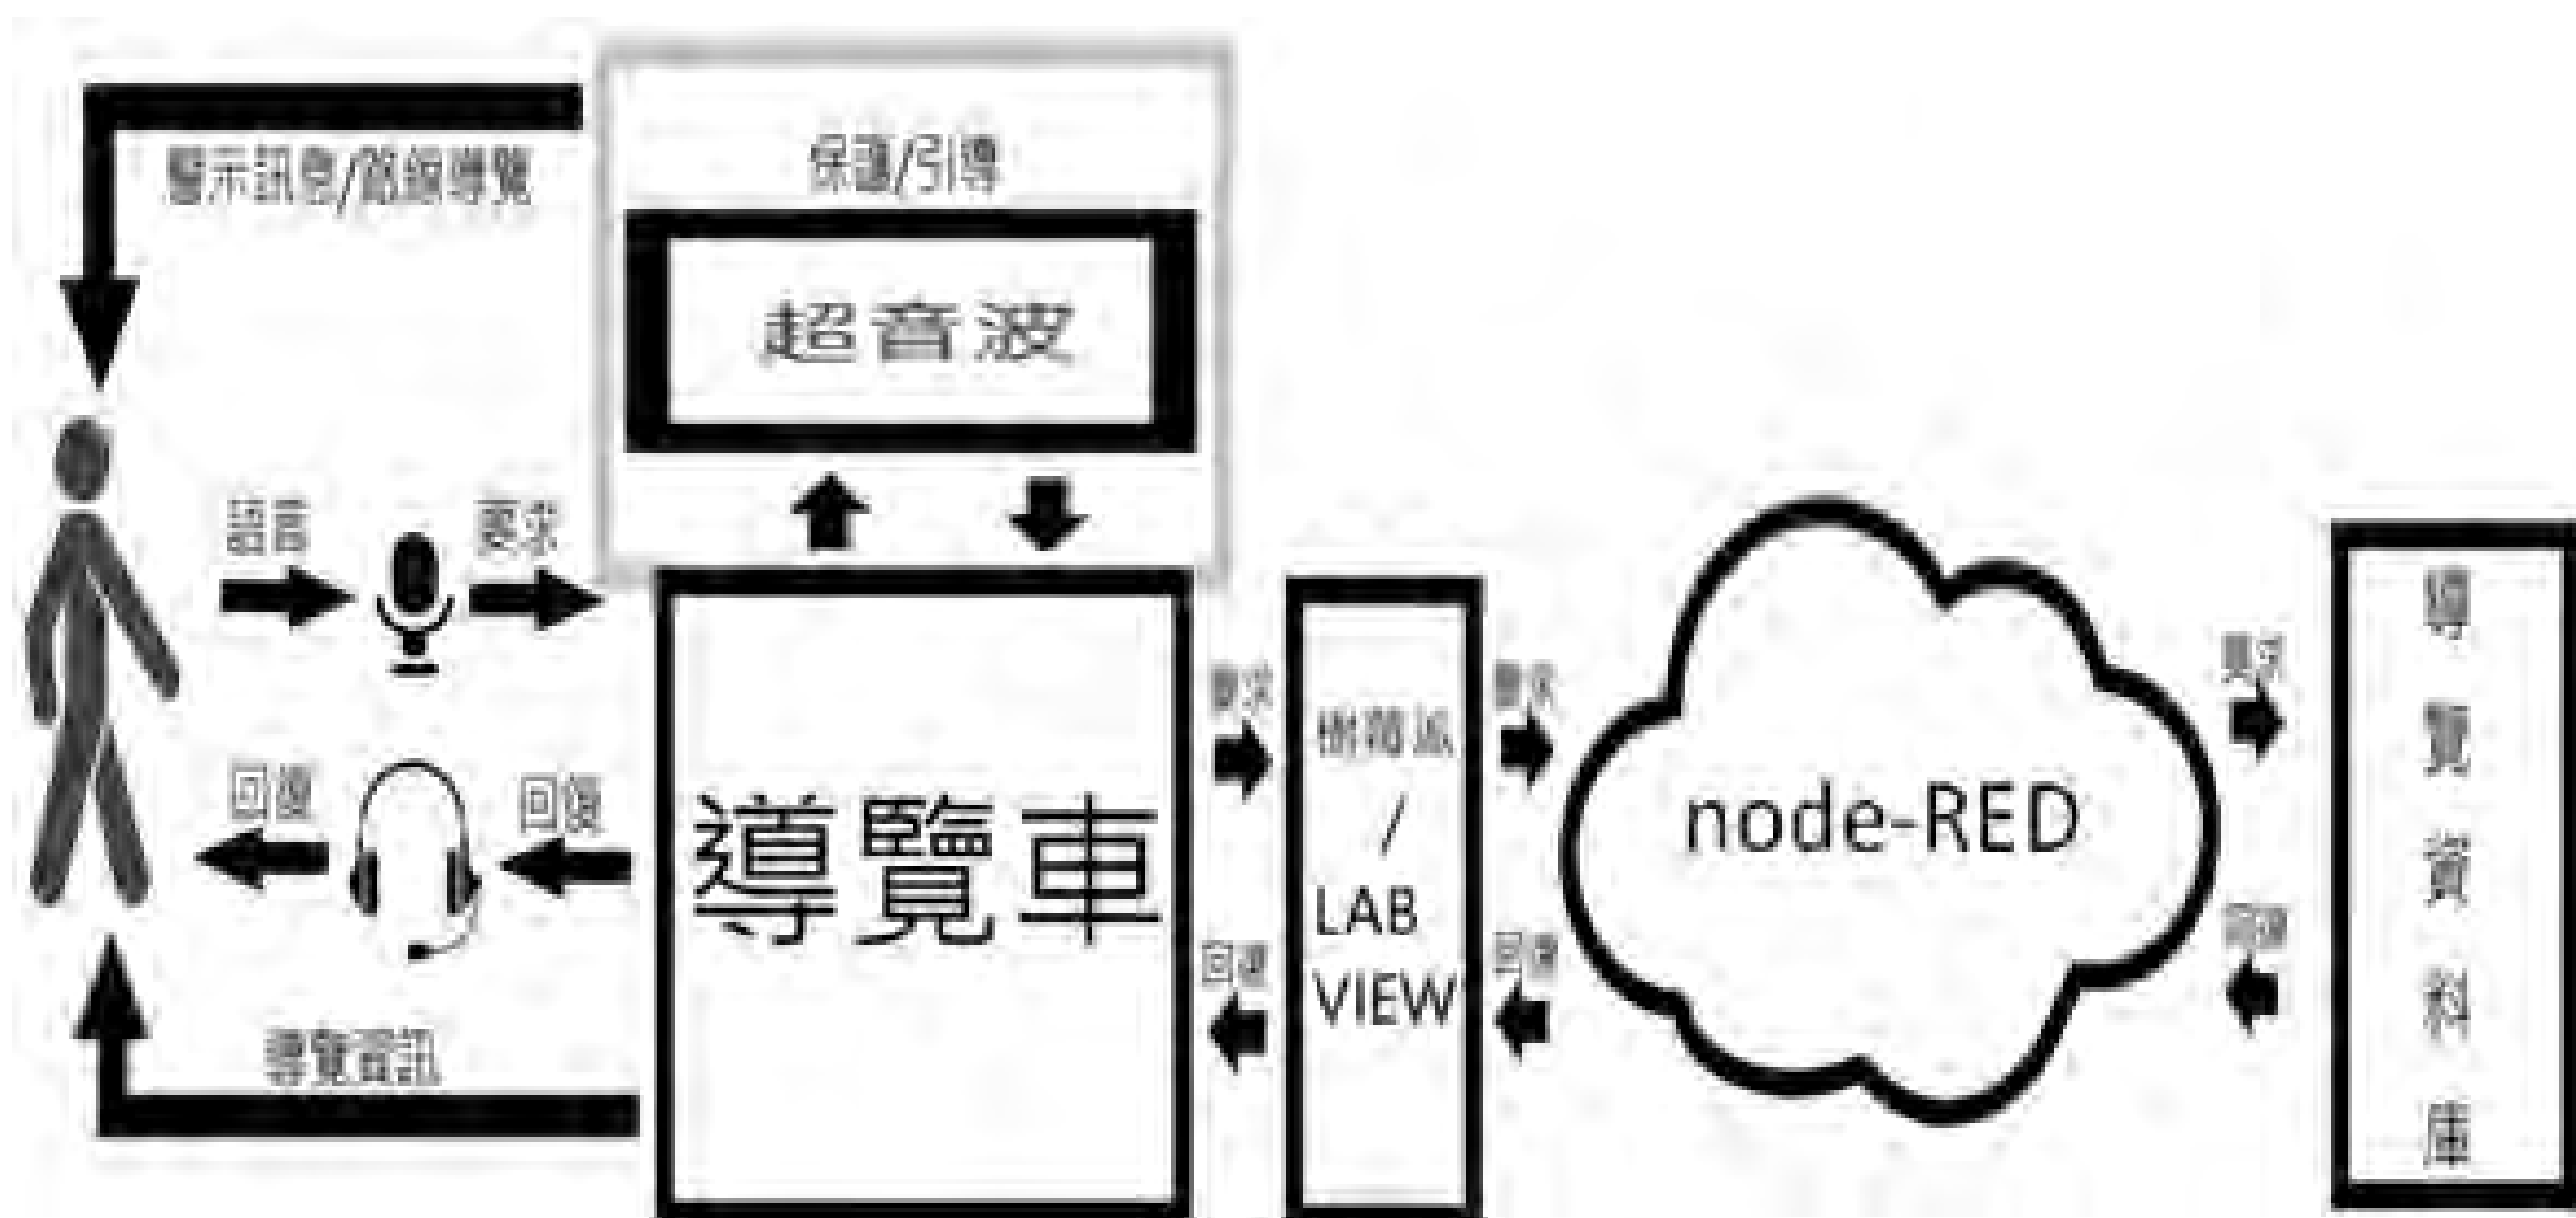 警示訊息/路線導覽
保護/引導
超音波
語音
要求
回復
回復
導覽資訊
導覽車
要求
回復
樹莓派
/
LAB
VIEW
要求
回復
node-RED
要求
回復
導覽資料庫